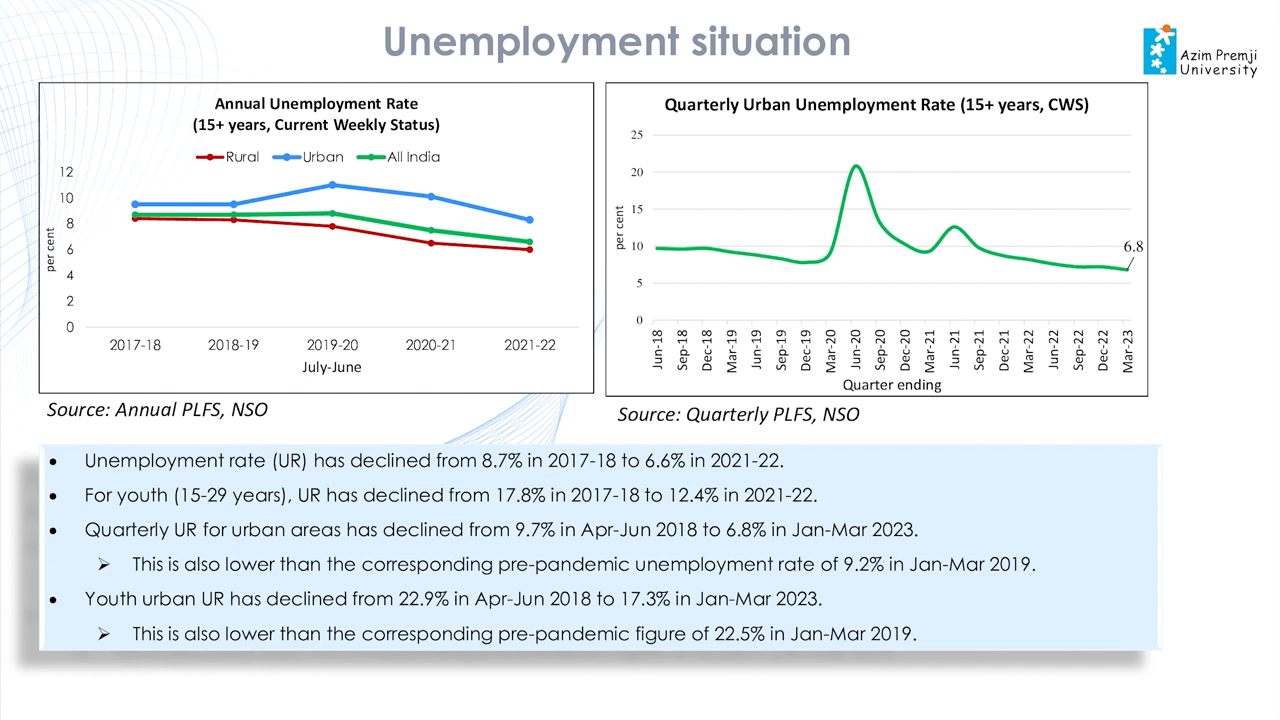 Unemployment situation
Azim Premji
University
Annual Unemployment Rate
(15+ years, Current Weekly Status)
Rural Urban All India
12
10
8
6
4
2
0
per cent
2017-18 2018-19 2019-20 2020-21 2021-22
July-June
Source: Annual PLFS, NSO
Quarterly Urban Unemployment Rate (15+ years, CWS)
25
20
15
10
5
0
per cent
6.8
Jun-18 Sep-18 Dec-18 Mar-19 Jun-19 Sep-19 Dec-19 Mar-20 Jun-20 Sep-20 Dec-20 Mar-21 Jun-21 Sep-21 Dec-21 Mar-22 Jun-22 Sep-22 Dec-22 Mar-23
Quarter ending
Source: Quarterly PLFS, NSO
• Unemployment rate (UR) has declined from 8.7% in 2017-18 to 6.6% in 2021-22.
• For youth (15-29 years), UR has declined from 17.8% in 2017-18 to 12.4% in 2021-22.
• Quarterly UR for urban areas has declined from 9.7% in Apr-Jun 2018 to 6.8% in Jan-Mar 2023.
➢ This is also lower than the corresponding pre-pandemic unemployment rate of 9.2% in Jan-Mar 2019.
• Youth urban UR has declined from 22.9% in Apr-Jun 2018 to 17.3% in Jan-Mar 2023.
➢ This is also lower than the corresponding pre-pandemic figure of 22.5% in Jan-Mar 2019.